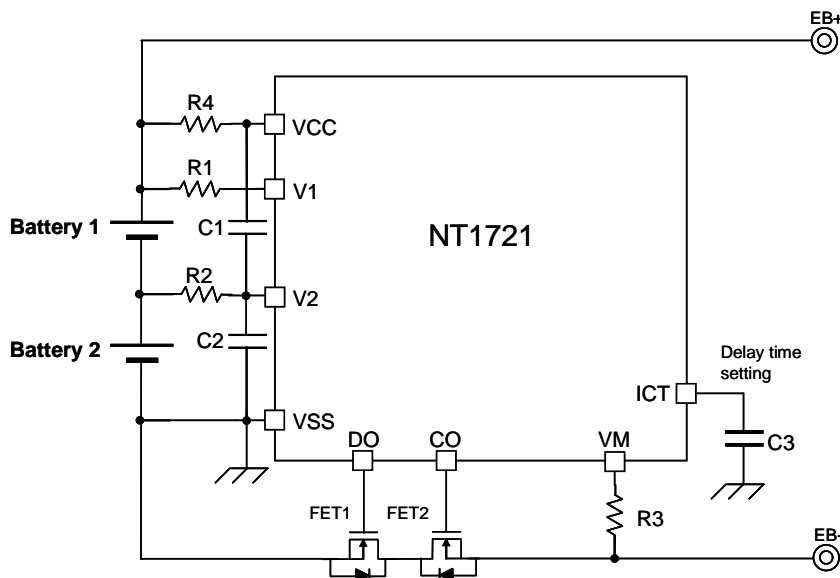 EB+
R4
VCC
R1
V1
Battery 1
C1
NT1721
R2
V2
Battery 2
C2
Delay time
setting
ICT
VSS
DO
CO
VM
C3
FET1
FET2
R3
EB-